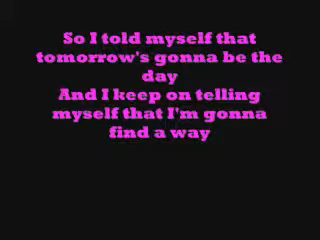 So I told myself that
tomorrow's gonna be the
day
And I keep on telling
myself that I'm gonna
find a way